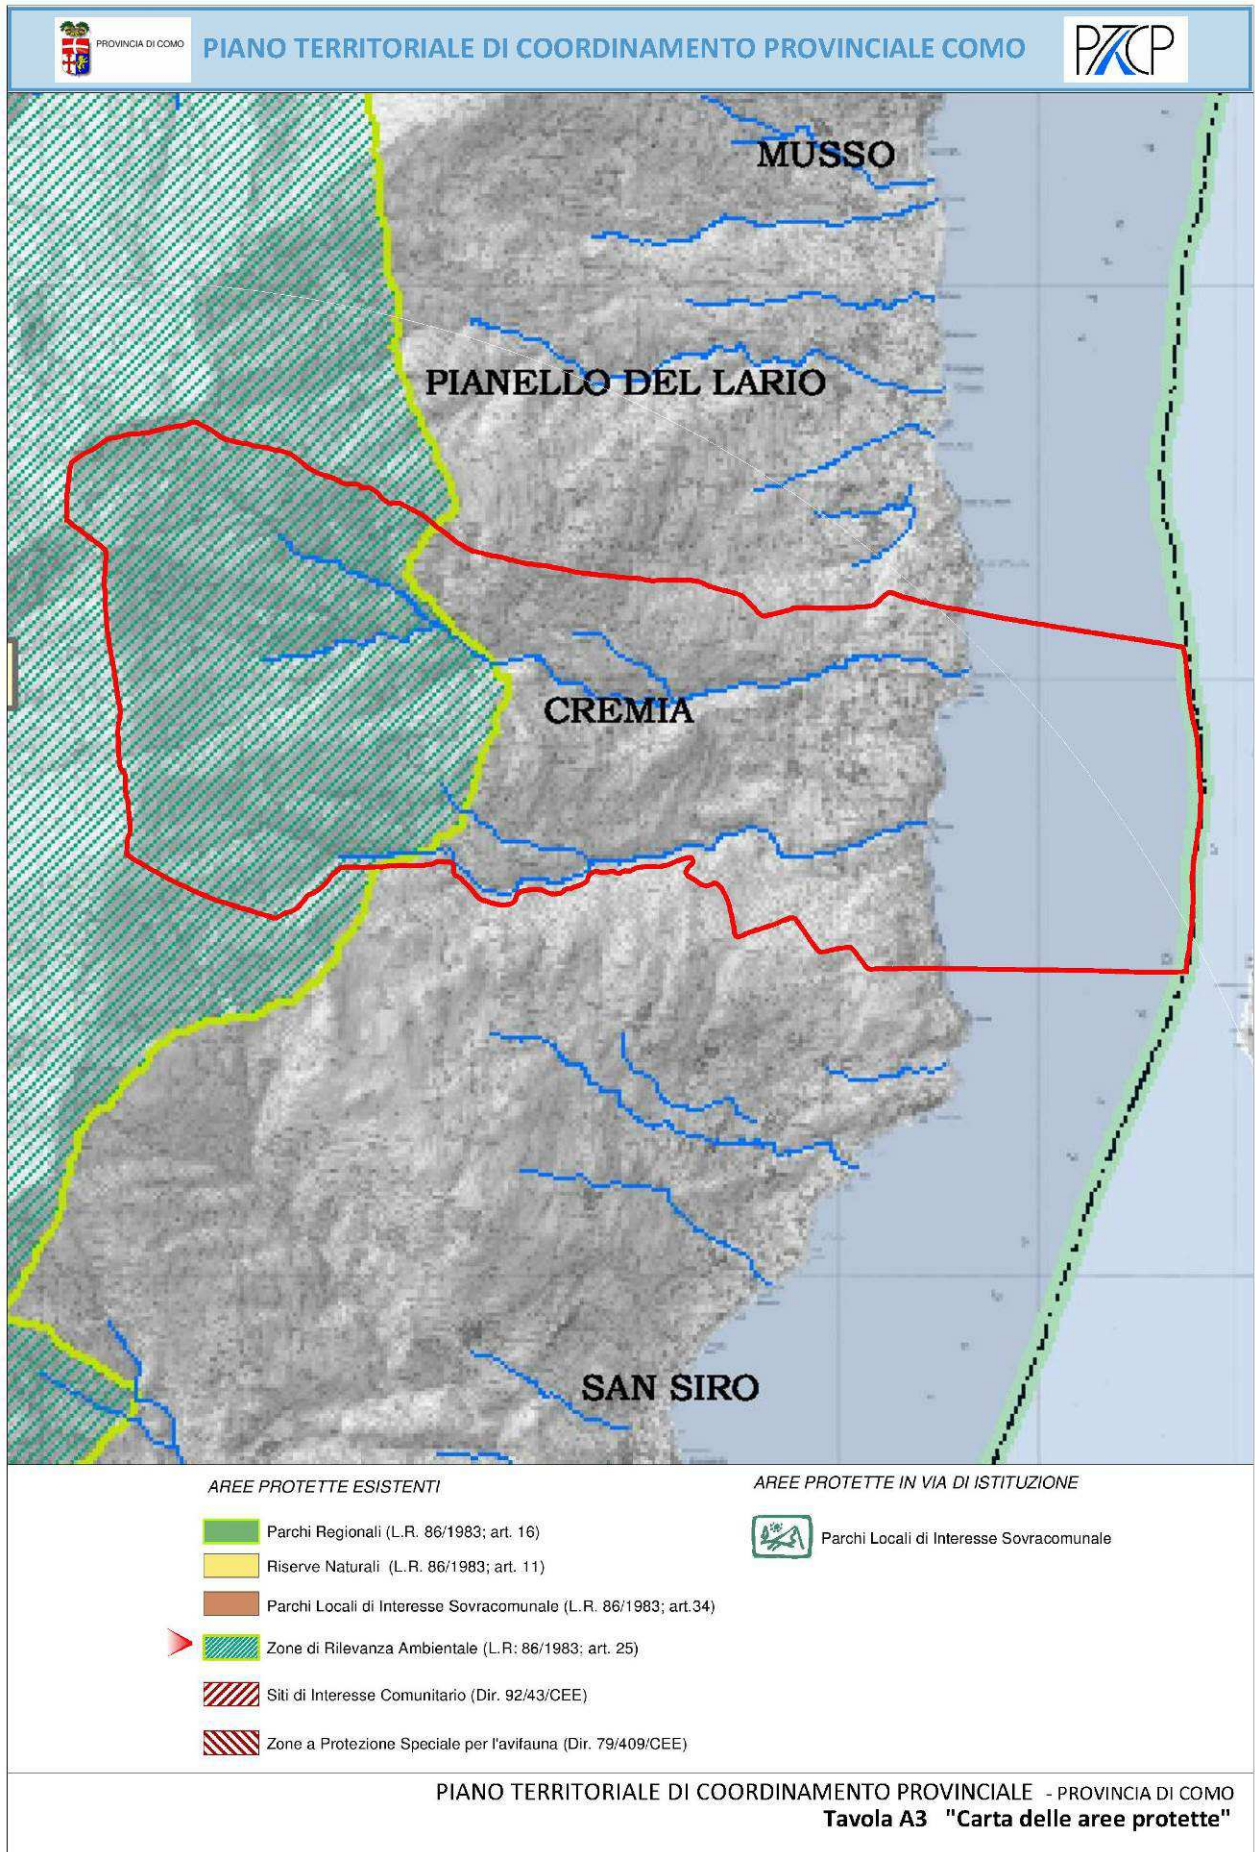 PROVINCIA DI COMO
PIANO TERRITORIALE DI COORDINAMENTO PROVINCIALE COMO
PTCP
MUSSO
PIANELLO DEL LARIO
CREMIA
SAN SIRO
AREE PROTETTE ESISTENTI
Parchi Regionali (L.R. 86/1983; art. 16)
Riserve Naturali (L.R. 86/1983; art. 11)
Parchi Locali di Interesse Sovracomunale (L.R. 86/1983; art.34)
Zone di Rilevanza Ambientale (L.R: 86/1983; art. 25)
Siti di Interesse Comunitario (Dir. 92/43/CEE)
Zone a Protezione Speciale per l'avifauna (Dir. 79/409/CEE)
AREE PROTETTE IN VIA DI ISTITUZIONE
Parchi Locali di Interesse Sovracomunale
PIANO TERRITORIALE DI COORDINAMENTO PROVINCIALE - PROVINCIA DI COMO
Tavola A3 "Carta delle aree protette"